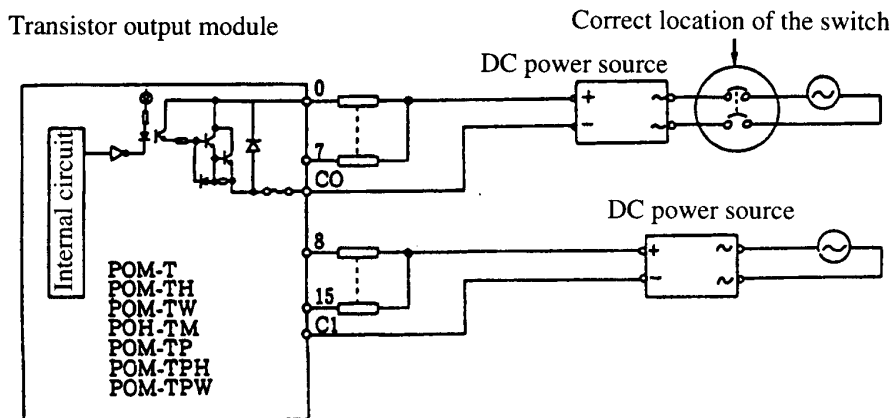 Transistor output module
Correct location of the switch
DC power source
Internal circuit
0
7
CO
+
−
~
~
DC power source
8
15
C1
+
−
~
~
POM-T
POM-TH
POM-TW
POH-TM
POM-TP
POM-TPH
POM-TPW